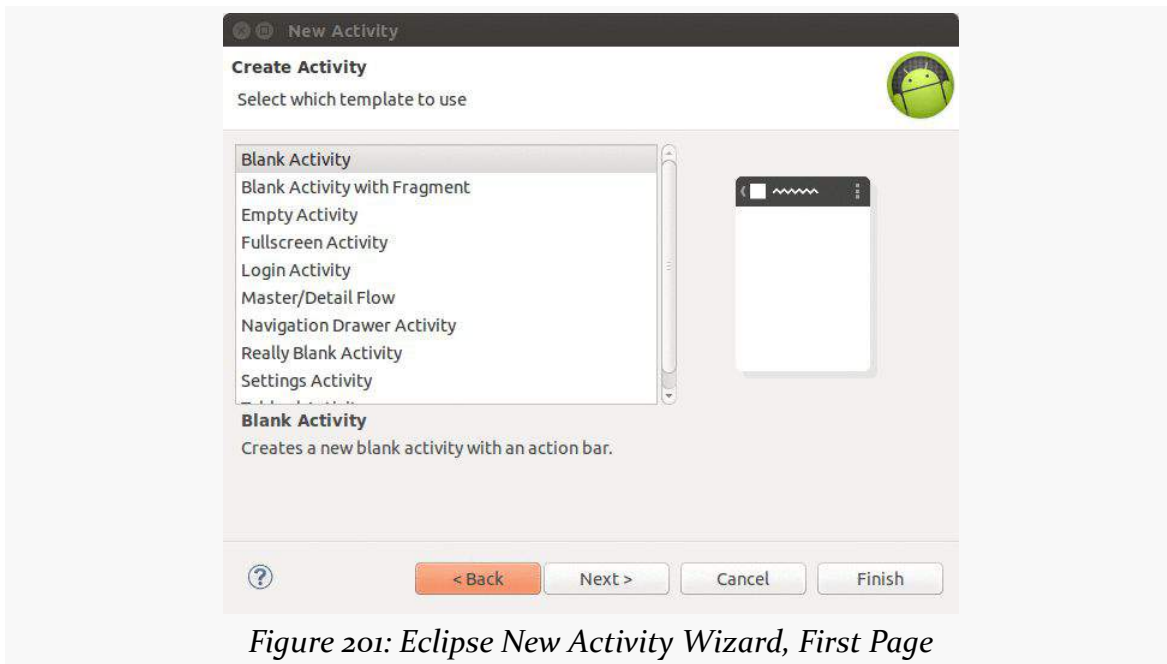 New Activity
Create Activity
Select which template to use
Blank Activity
Blank Activity with Fragment
Empty Activity
Fullscreen Activity
Login Activity
Master/Detail Flow
Navigation Drawer Activity
Really Blank Activity
Settings Activity
Blank Activity
Creates a new blank activity with an action bar.
< Back Next > Cancel Finish
Figure 201: Eclipse New Activity Wizard, First Page